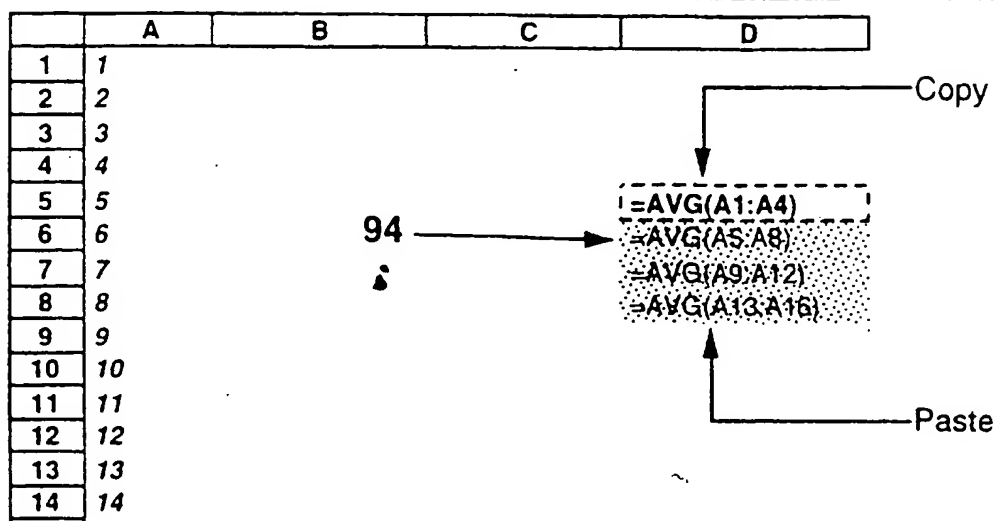 A B C D
1 1
2 2 Copy
3 3
4 4
5 5 =AVG(A1:A4)
6 6 94 =AVG(A5:A8)
7 7 =AVG(A9:A12)
8 8 =AVG(A13:A16)
9 9
10 10
11 11
12 12 Paste
13 13
14 14